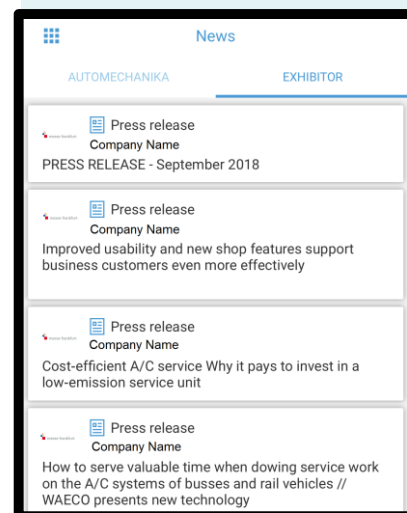 News
AUTOMECHANIKA
EXHIBITOR
Press release
Company Name
PRESS RELEASE - September 2018
Press release
Company Name
Improved usability and new shop features support
business customers even more effectively
Press release
Company Name
Cost-efficient A/C service Why it pays to invest in a
low-emission service unit
Press release
Company Name
How to serve valuable time when dowing service work
on the A/C systems of busses and rail vehicles //
WAECO presents new technology